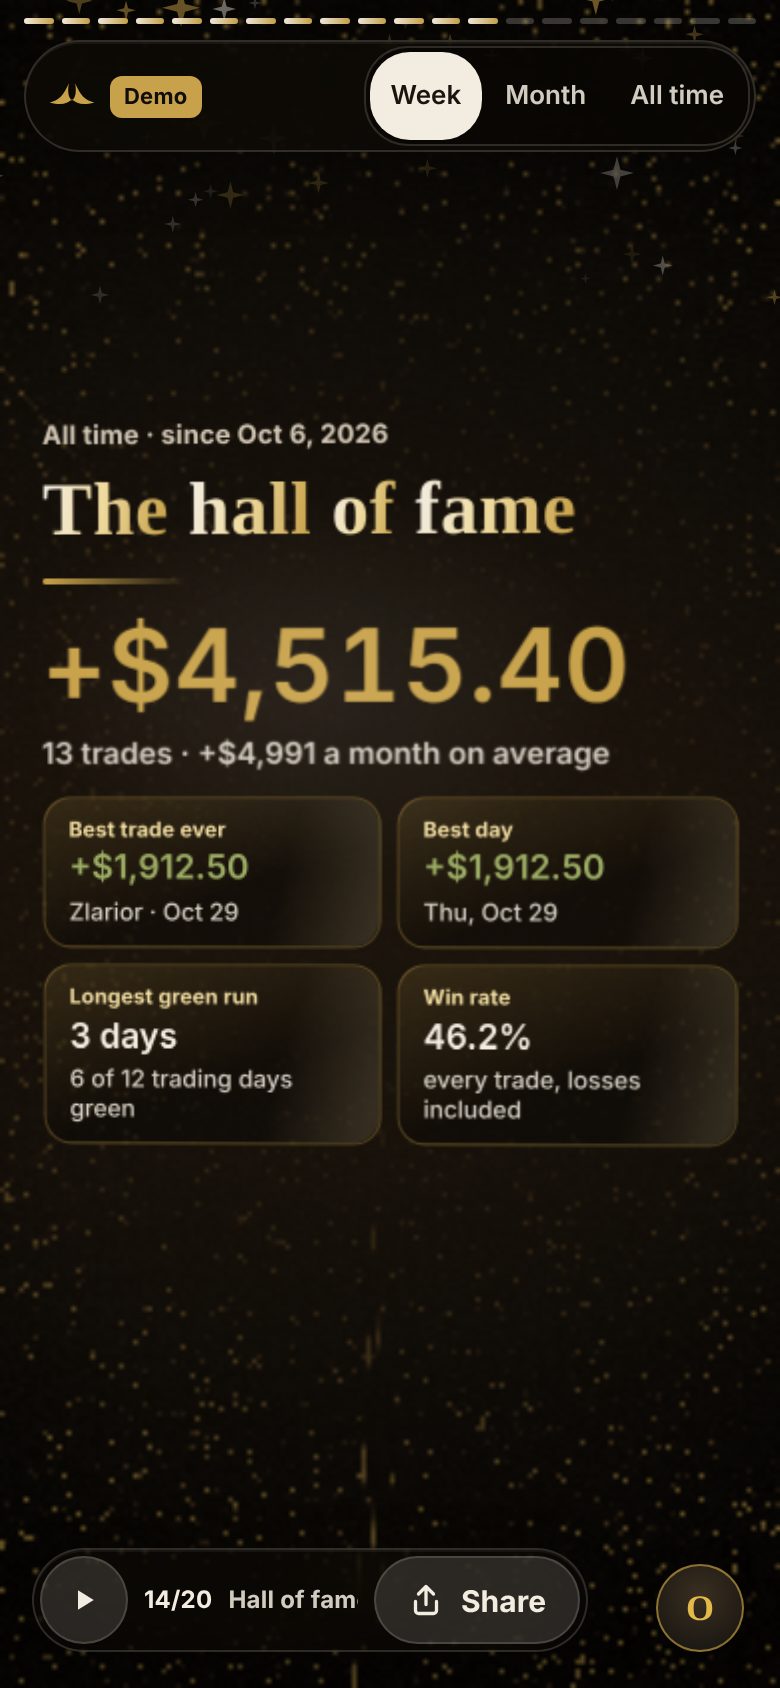 Demo
Week
Month
All time
All time · since Oct 6, 2026
The hall of fame
+$4,515.40
13 trades · +$4,991 a month on average
Best trade ever
+$1,912.50
Zlarior · Oct 29
Best day
+$1,912.50
Thu, Oct 29
Longest green run
3 days
6 of 12 trading days
green
Win rate
46.2%
every trade, losses
included
14/20 Hall of fam
Share
O